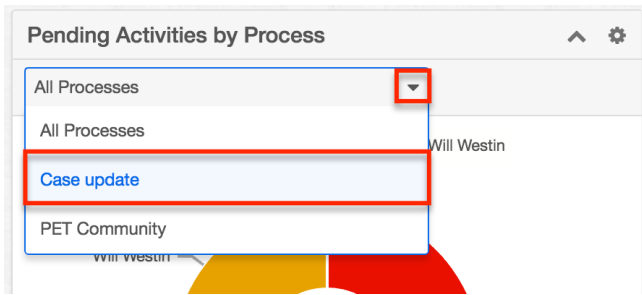 Pending Activities by Process
All Processes
All Processes
Will Westin
Case update
PET Community
Will Westin